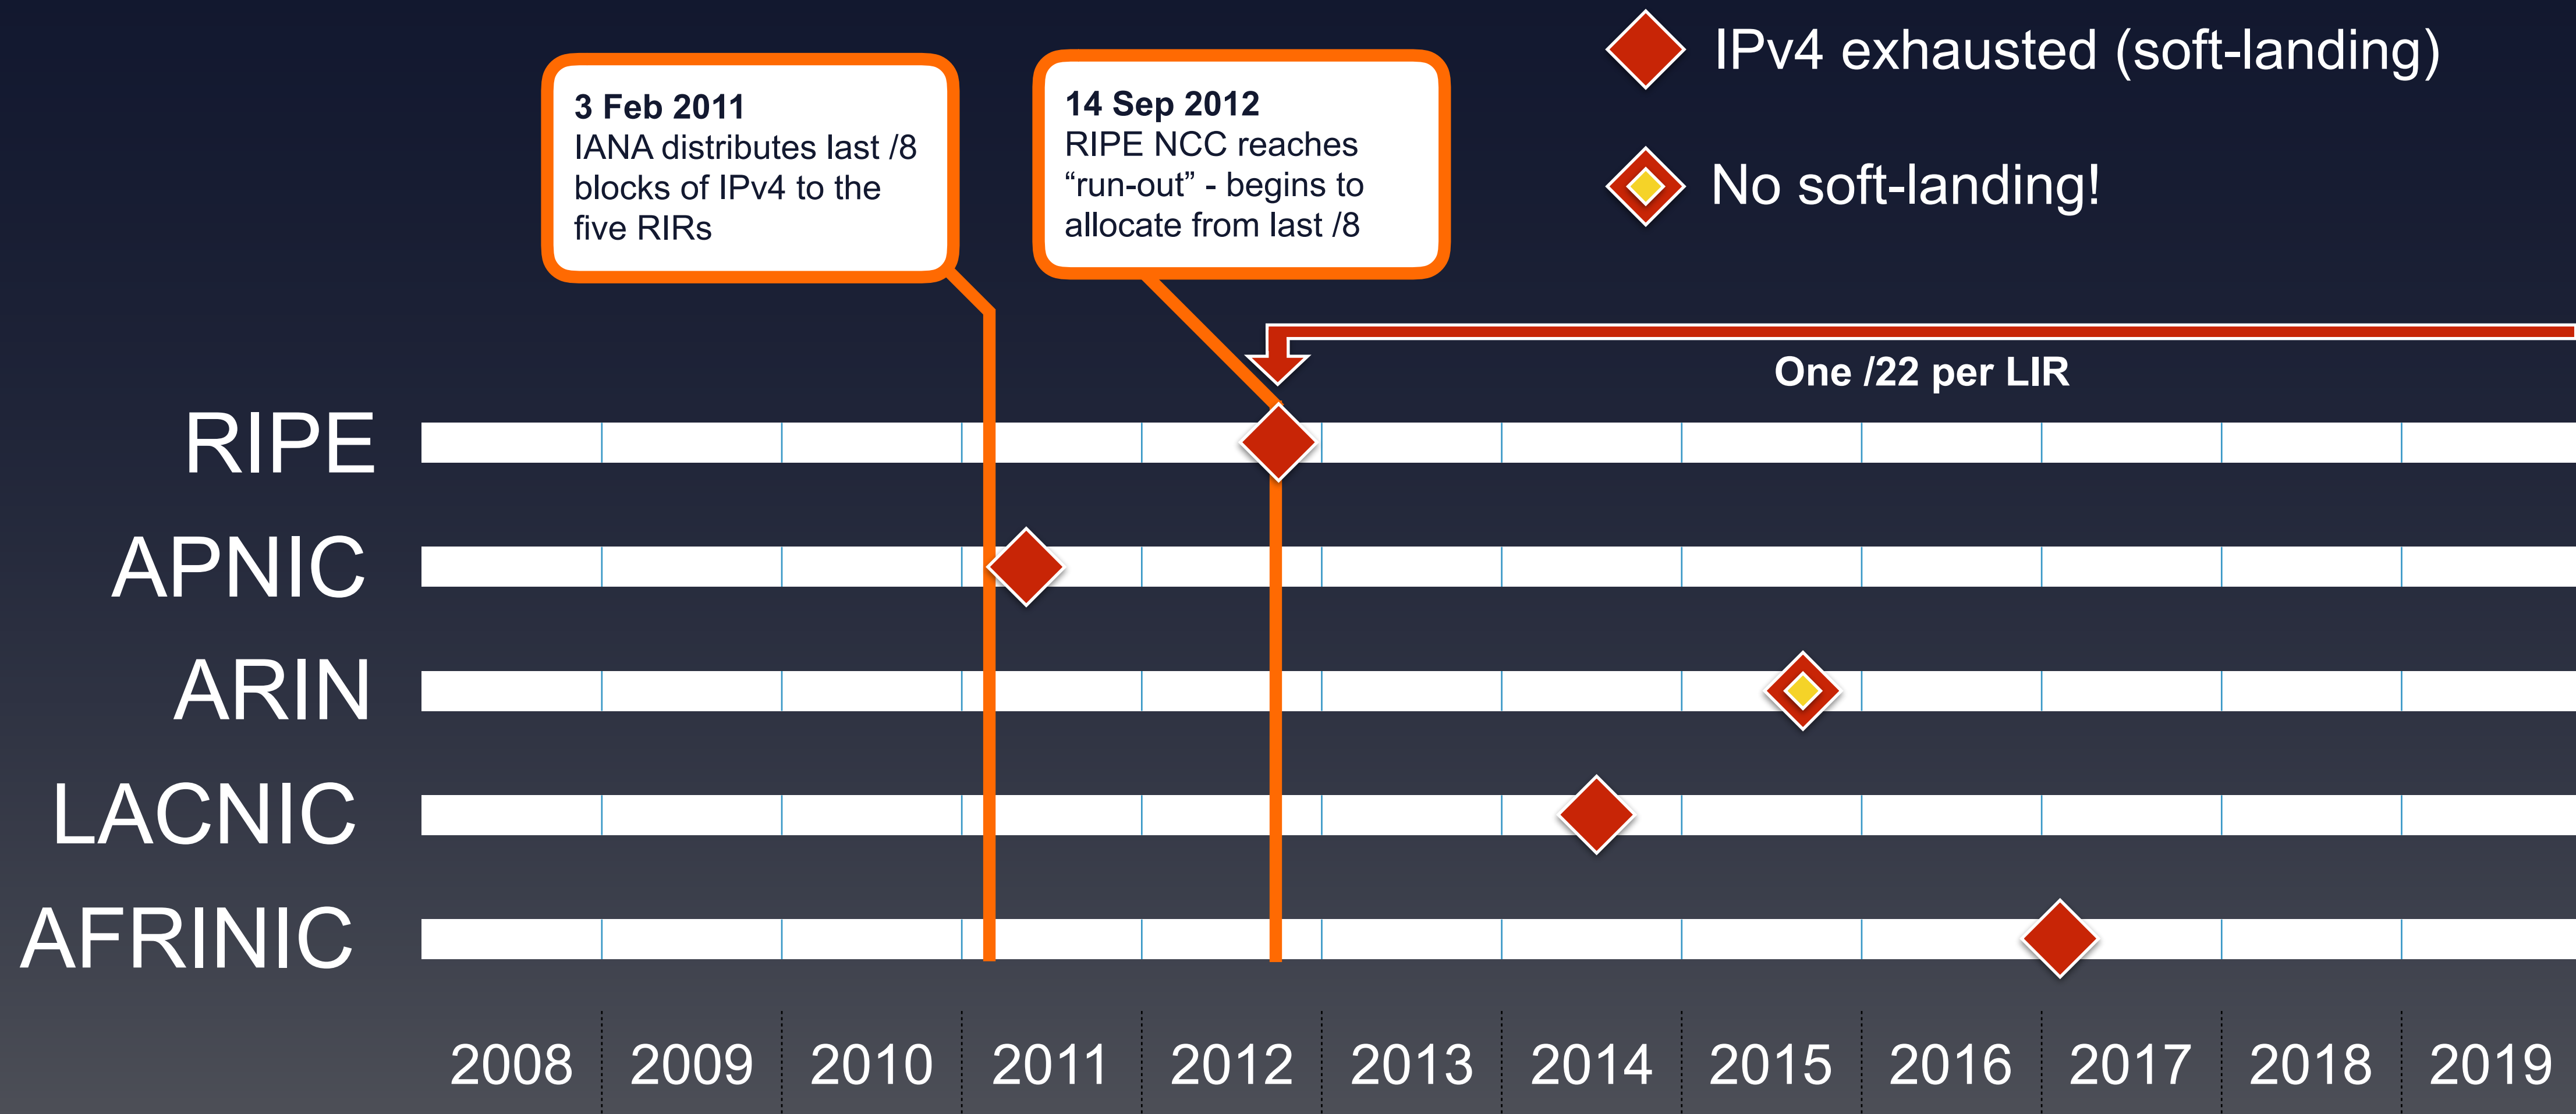 IPv4 exhausted (soft-landing)
No soft-landing!
3 Feb 2011
IANA distributes last /8
blocks of IPv4 to the
five RIRs
14 Sep 2012
RIPE NCC reaches
“run-out” - begins to
allocate from last /8
One /22 per LIR
RIPE
APNIC
ARIN
LACNIC
AFRINIC
2008 2009 2010 2011 2012 2013 2014 2015 2016 2017 2018 2019